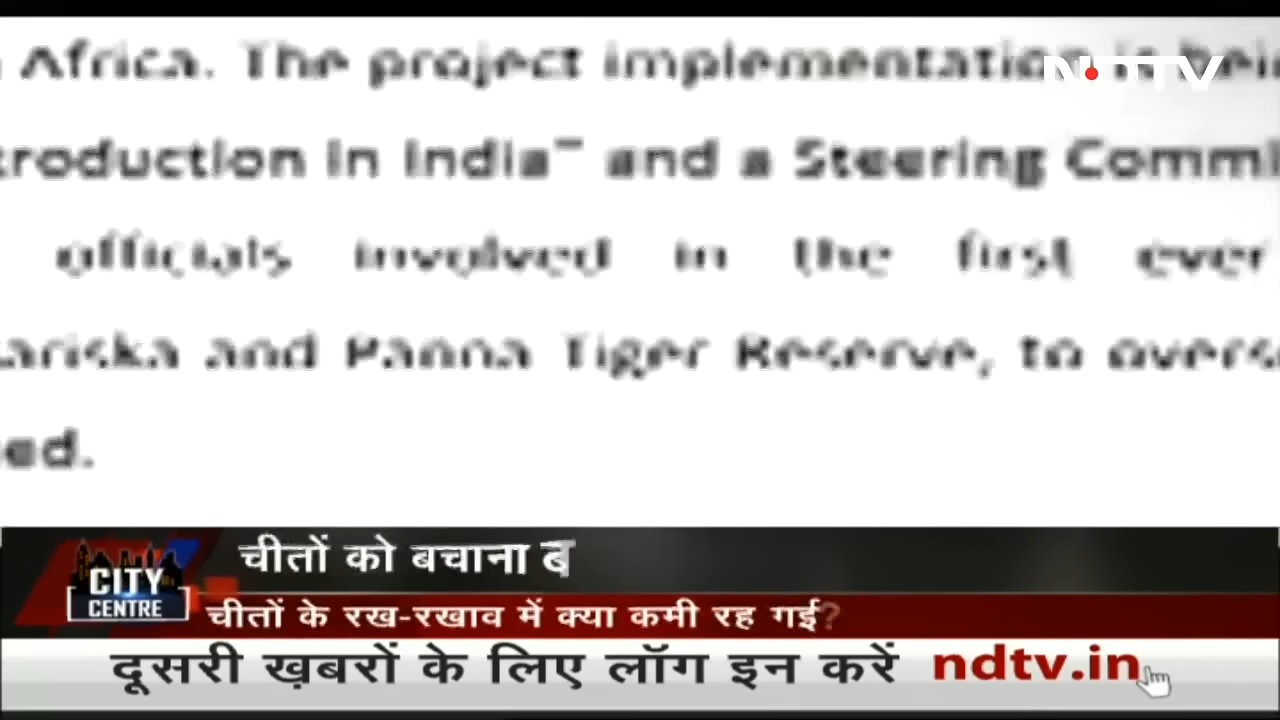 Africa. The project implementation is bein
NDTV
troduction in India" and a Steering Commi
officials involved in the first ever
ariska and Panna Tiger Reserve, to overs
ed.
चीतों को बचाना ब
CITY
CENTRE
चीतों के रख-रखाव में क्या कमी रह गई?
दूसरी ख़बरों के लिए लॉग इन करें ndtv.in